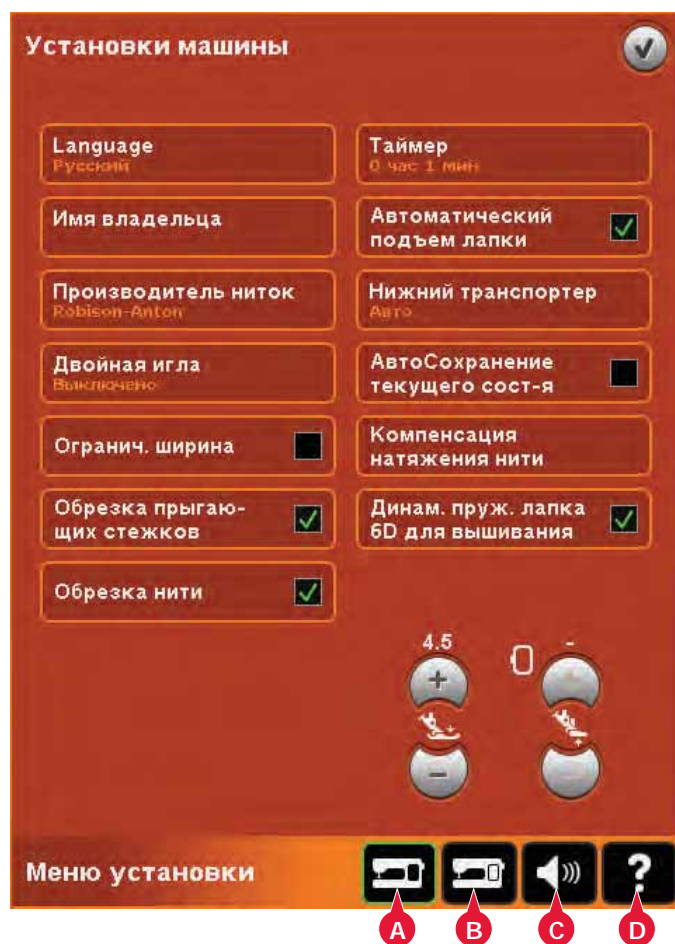 Установки машины
Language
Русский
Таймер
0 час 1 мин
Имя владельца
Автоматический
подъем лапки
Производитель ниток
Robison-Anton
Нижний транспортер
Авто
Двойная игла
Выключено
АвтоСохранение
текущего сост-я
Огранич. ширина
Компенсация
натяжения нити
Обрезка прыгаю-
щих стежков
Динам. пруж. лапка
6D для вышивания
Обрезка нити
4.5
-
Меню установки
?
A
B
C
D